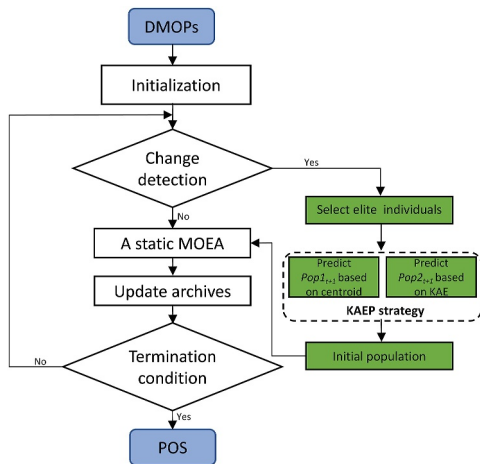 DMOPs
Initialization
Change
detection
Yes
No
Select elite individuals
A static MOEA
Predict
Pop1t+1 based
on centroid
Predict
Pop2t+1 based
on KAE
KAEP strategy
Update archives
Initial population
Termination
condition
No
Yes
POS